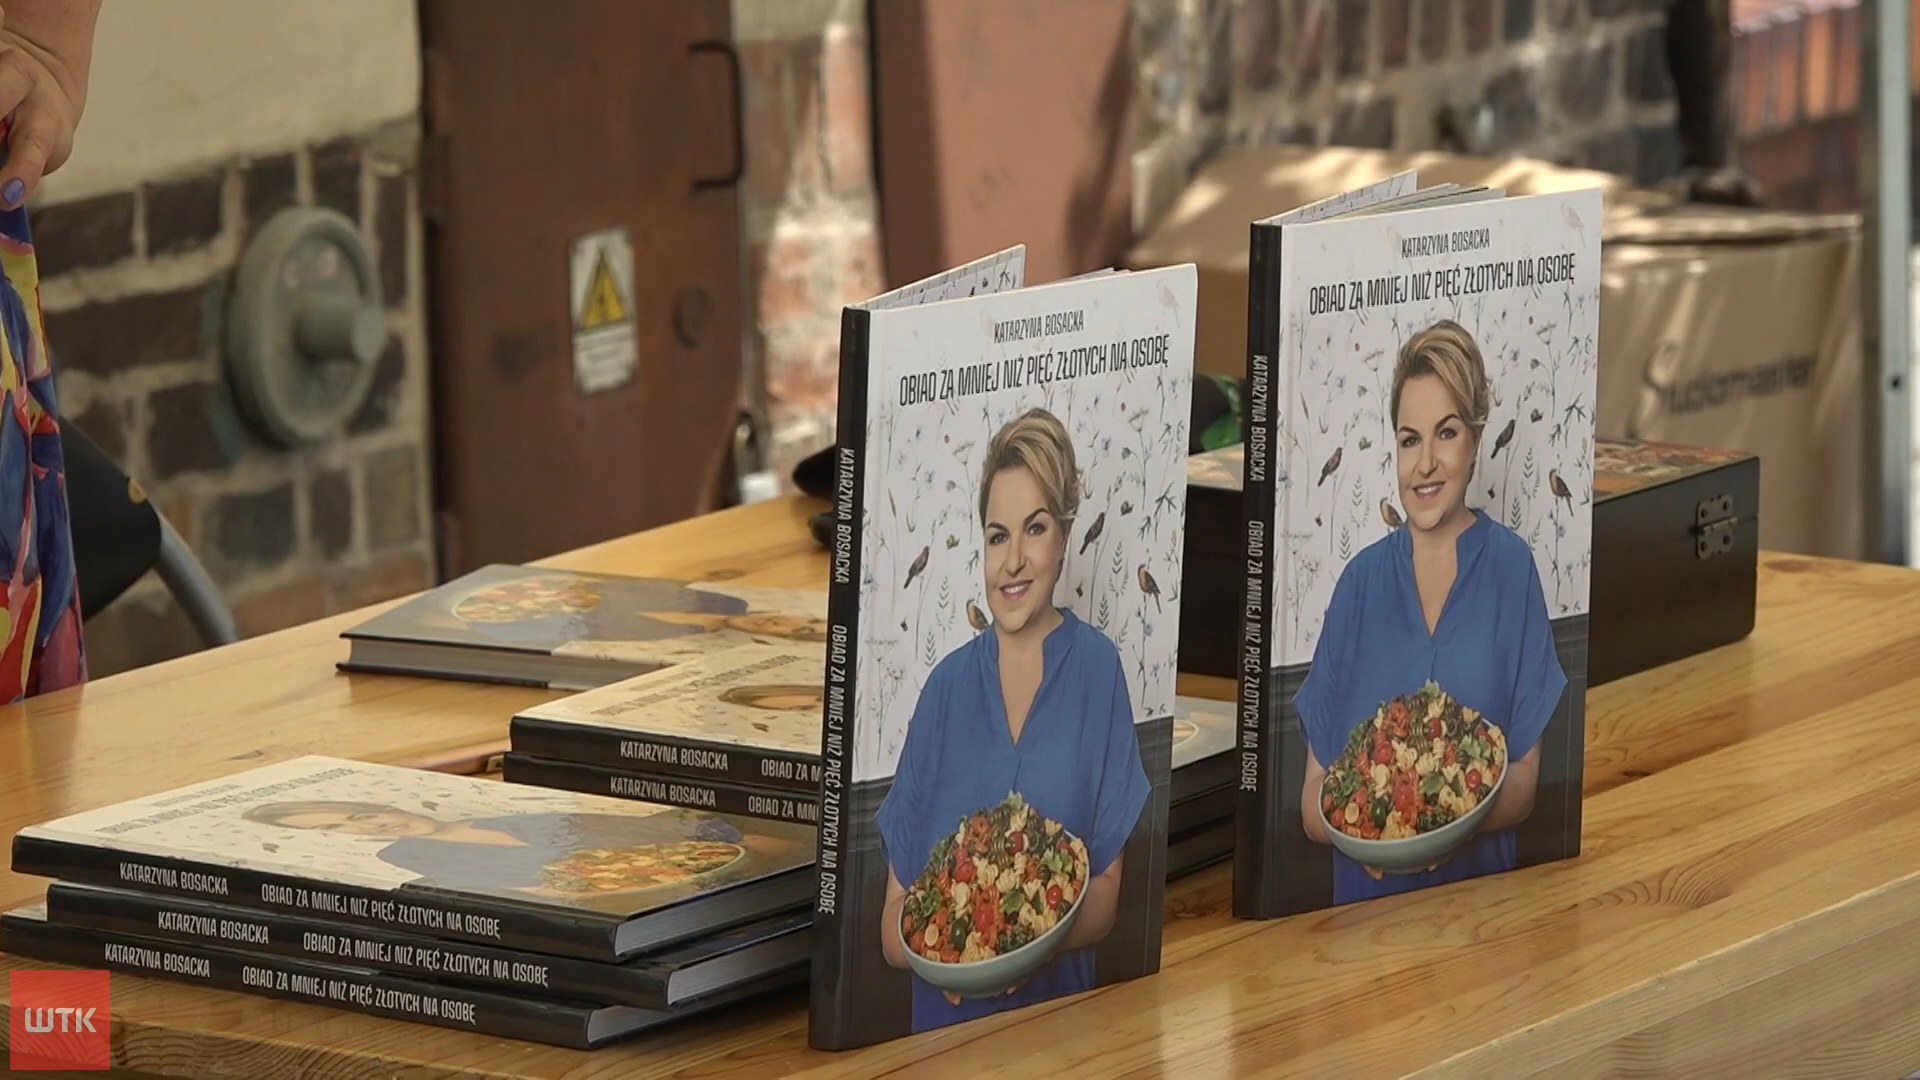 KATARZYNA BOSACKA
OBIAD ZA MNIEJ NIŻ PIĘĆ ZŁOTYCH NA OSOBĘ
KATARZYNA BOSACKA OBIAD ZA MNIEJ NIŻ PIĘĆ ZŁOTYCH NA OSOBĘ
KATARZYNA BOSACKA
OBIAD ZA MNIEJ NIŻ PIĘĆ ZŁOTYCH NA OSOBĘ
KATARZYNA BOSACKA OBIAD ZA MNIEJ NIŻ PIĘĆ ZŁOTYCH NA OSOBĘ
Studiomaster
KATARZYNA BOSACKA OBIAD ZA M
KATARZYNA BOSACKA OBIAD ZA MNI
KATARZYNA BOSACKA OBIAD ZA MNIEJ NIŻ PIĘĆ ZŁOTYCH NA OSOBĘ
KATARZYNA BOSACKA OBIAD ZA MNIEJ NIŻ PIĘĆ ZŁOTYCH NA OSOBĘ
KATARZYNA BOSACKA OBIAD ZA MNIEJ NIŻ PIĘĆ ZŁOTYCH NA OSOBĘ
WTK